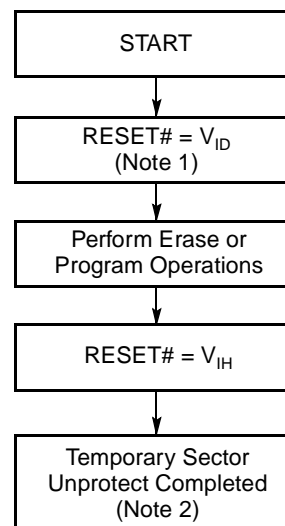 START
RESET# = VID
(Note 1)
Perform Erase or
Program Operations
RESET# = VIH
Temporary Sector
Unprotect Completed
(Note 2)